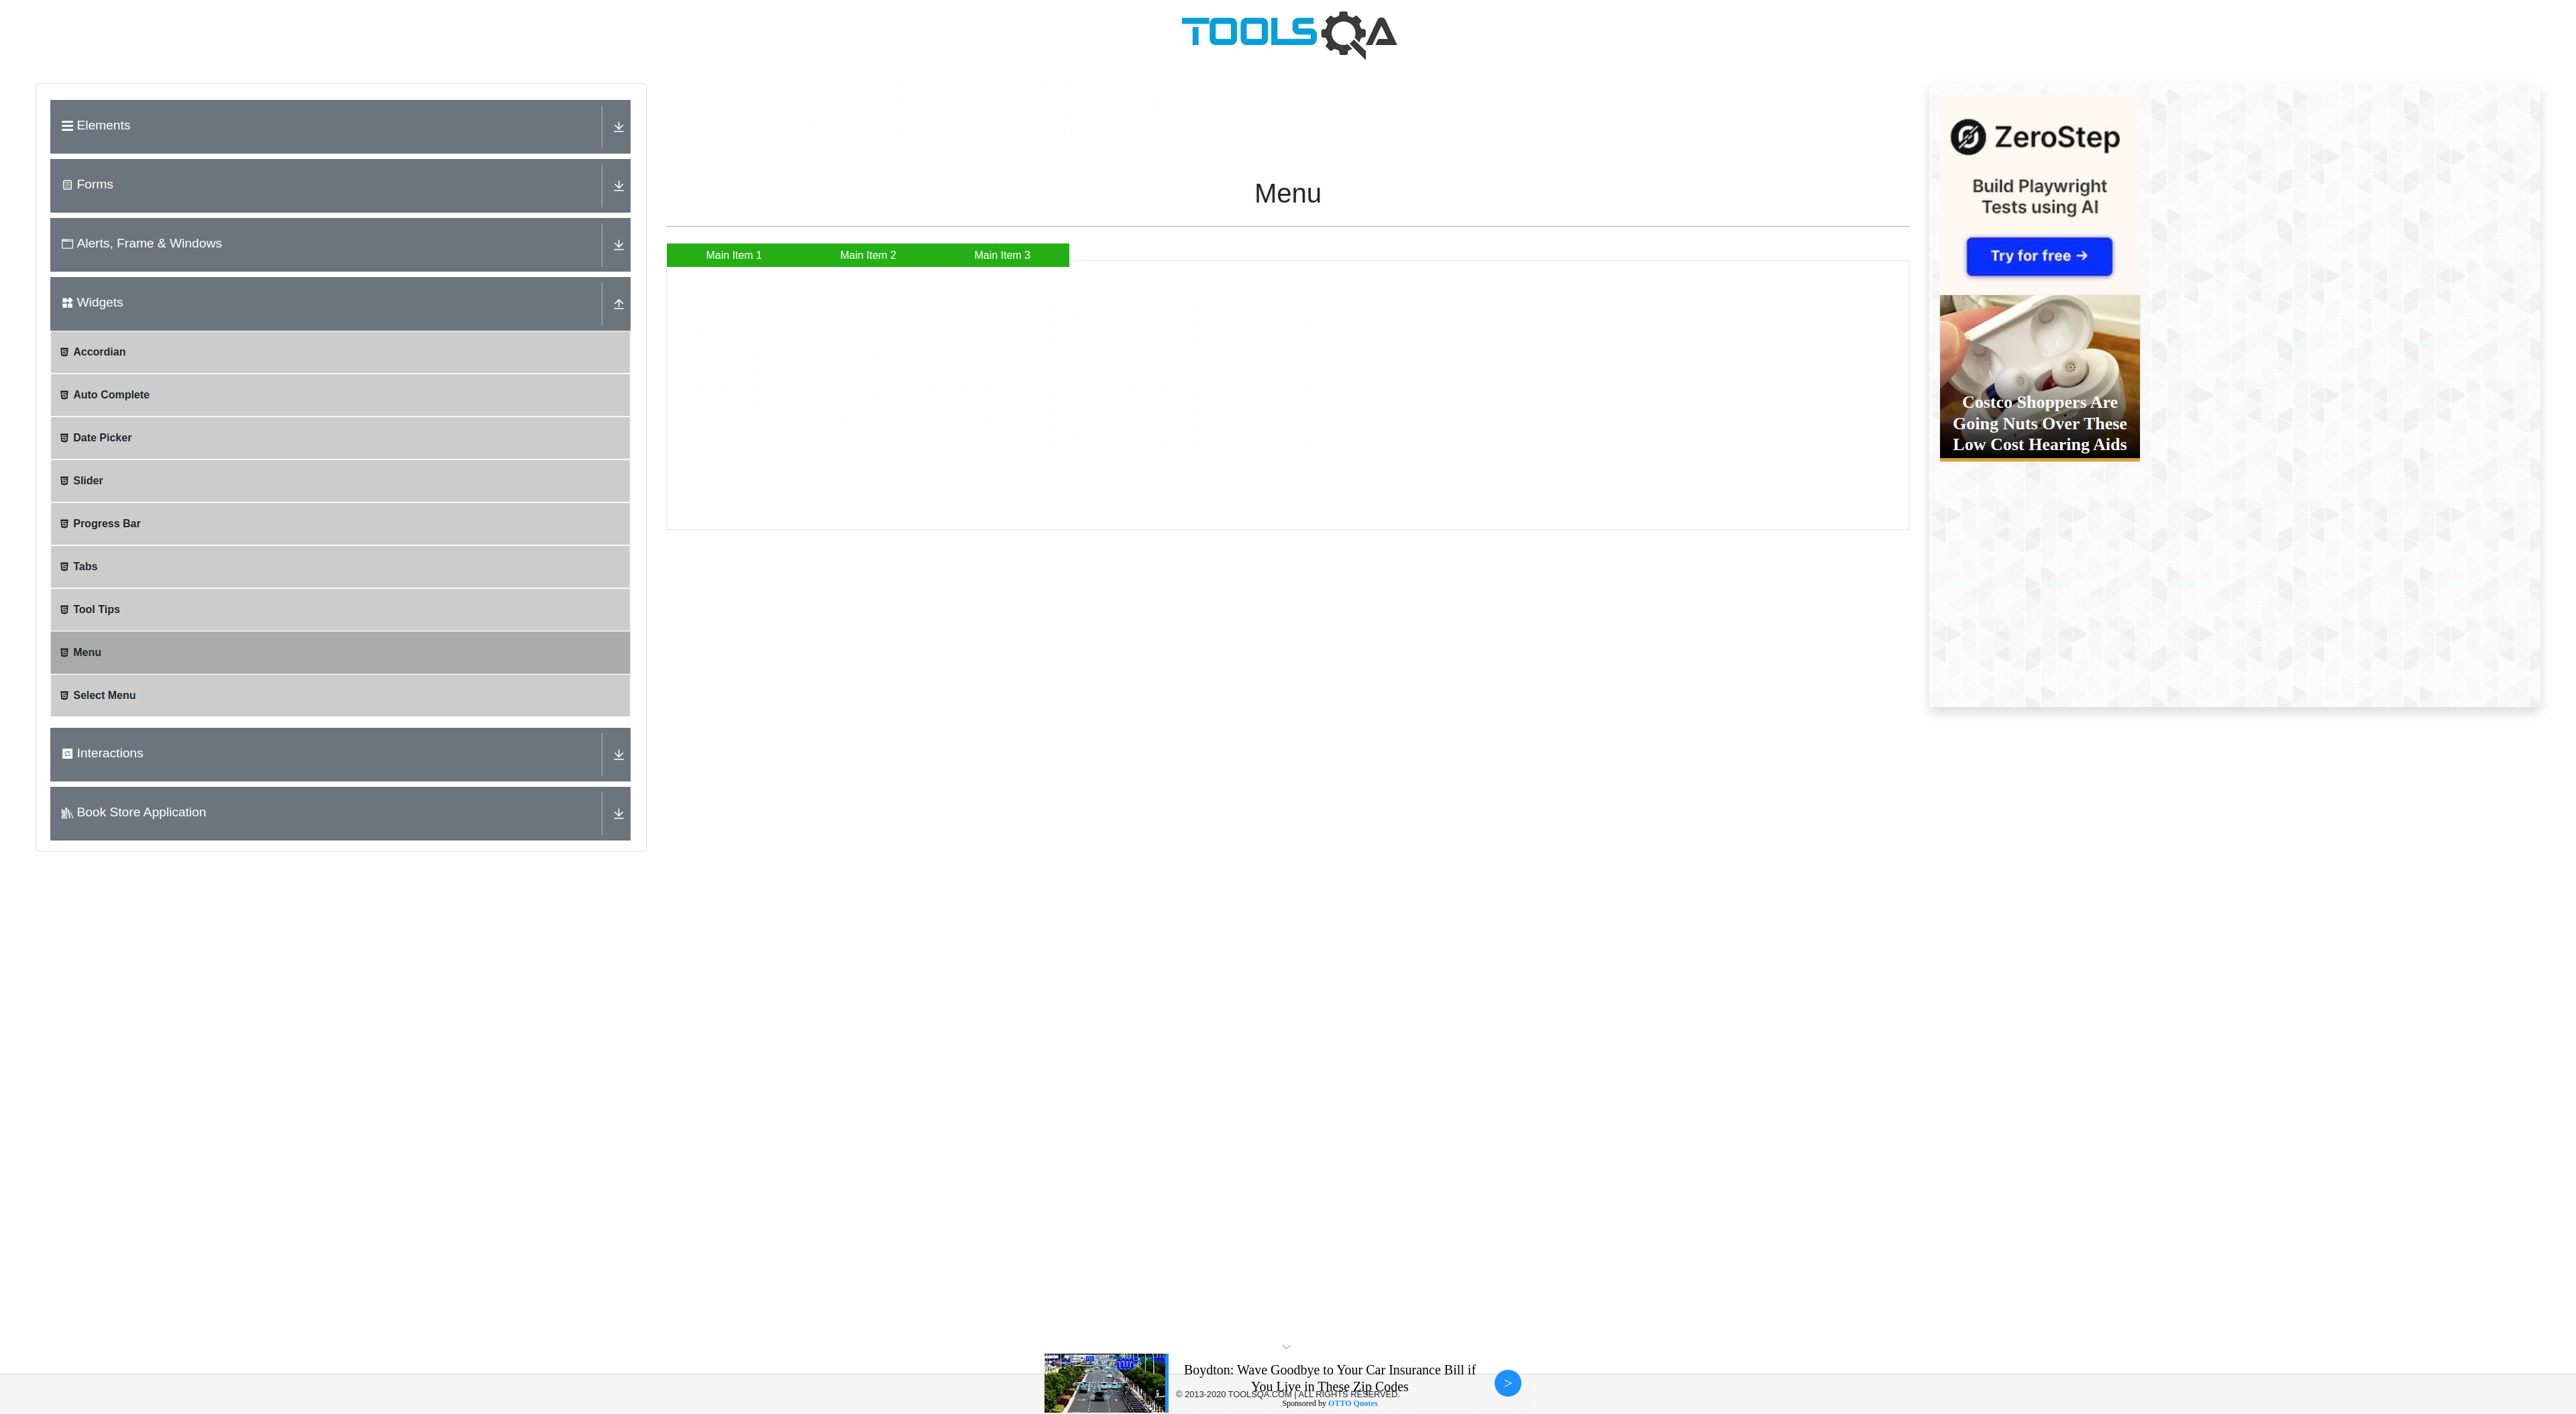 TOOLSQA
Elements
Forms
Alerts, Frame & Windows
Widgets
Accordian
Auto Complete
Date Picker
Slider
Progress Bar
Tabs
Tool Tips
Menu
Select Menu
Interactions
Book Store Application
Menu
Main Item 1
Main Item 2
Main Item 3
ZeroStep
Build Playwright
Tests using AI
Try for free →
Costco Shoppers Are
Going Nuts Over These
Low Cost Hearing Aids
Boydton: Wave Goodbye to Your Car Insurance Bill if
You Live in These Zip Codes
© 2013-2020 TOOLSQA.COM | ALL RIGHTS RESERVED.
Sponsored by OTTO Quotes
>